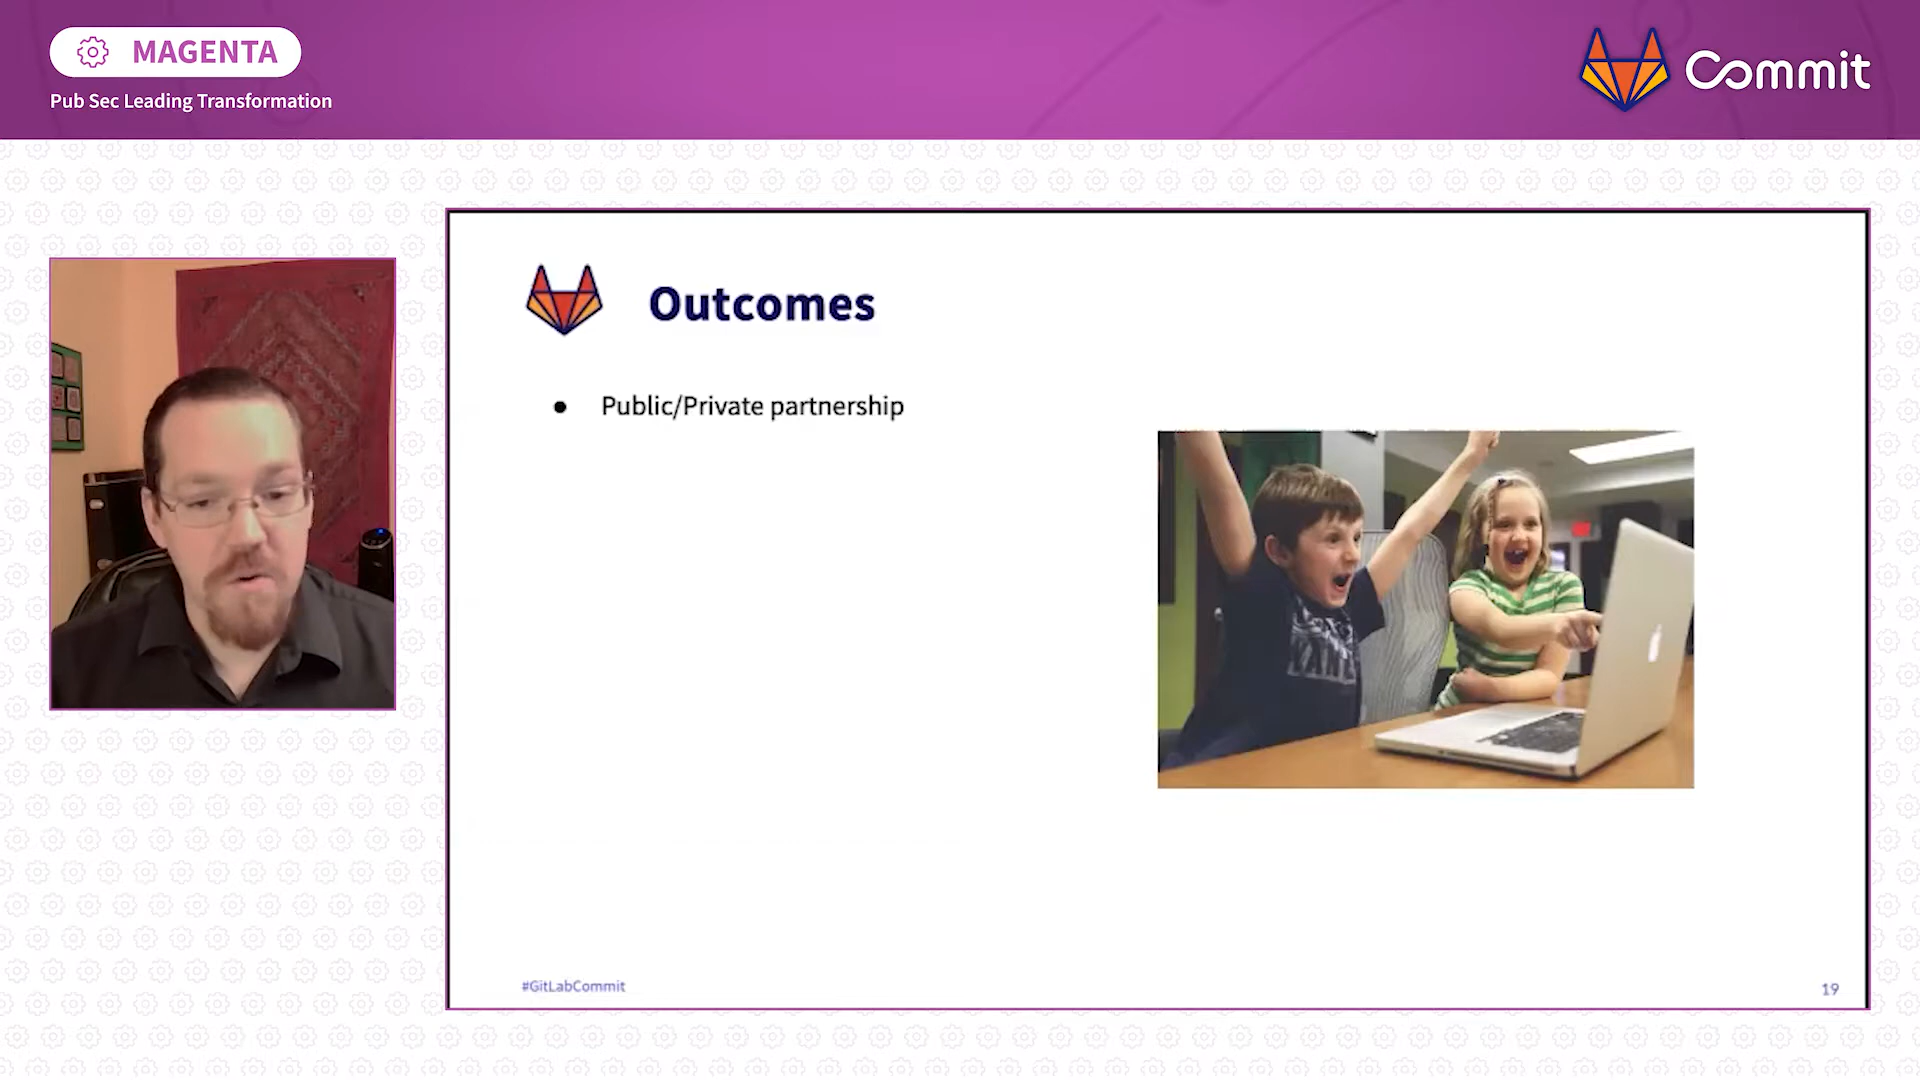 MAGENTA
Pub Sec Leading Transformation
Commit
Outcomes
● Public/Private partnership
#GitLabCommit
19